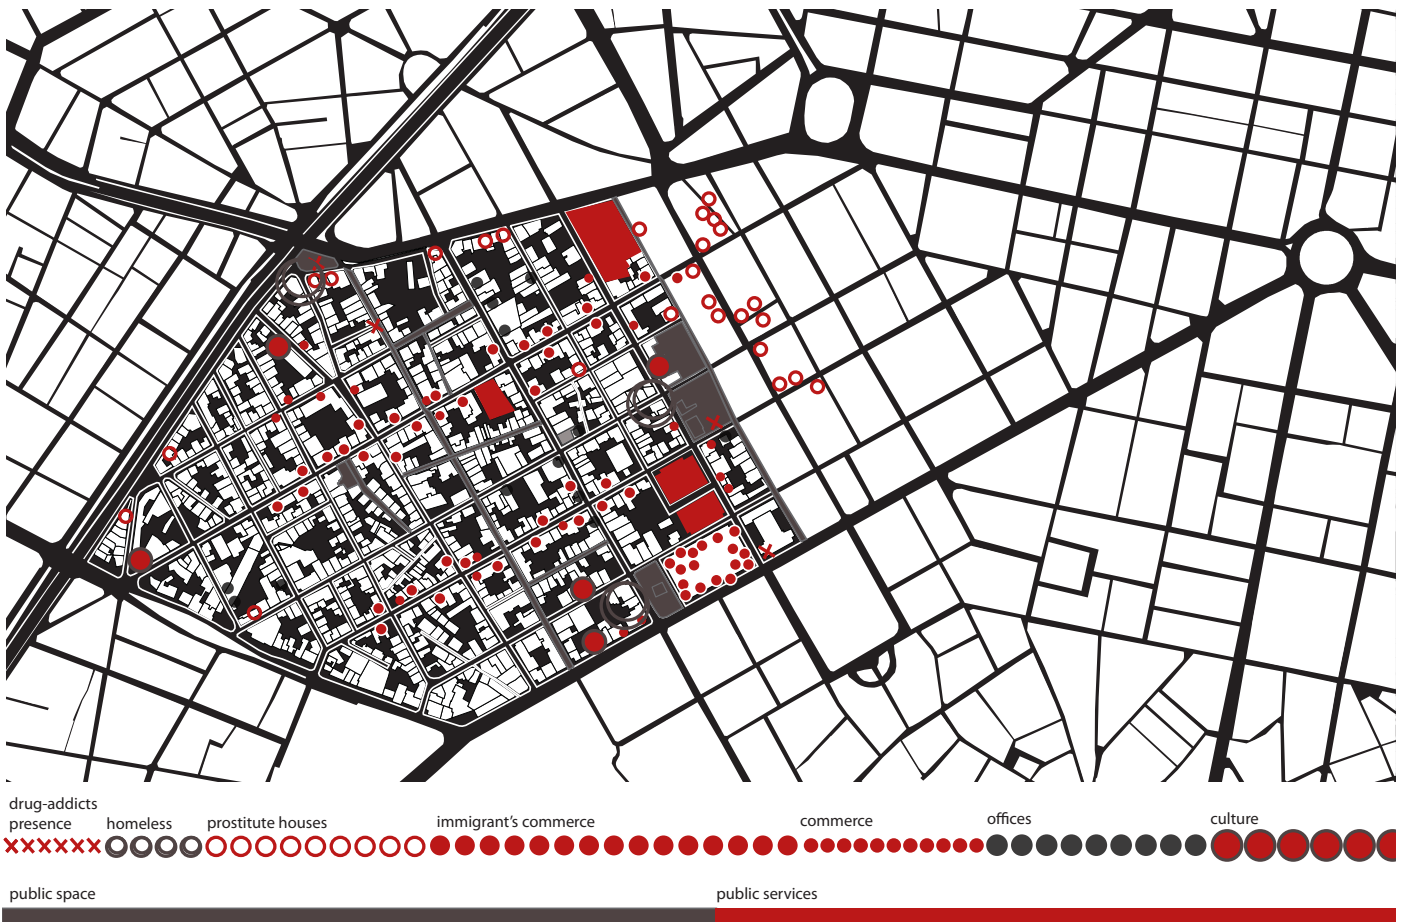 drug-addicts
presence
homeless
prostitute houses
immigrant's commerce
commerce
offices
culture
public space
public services